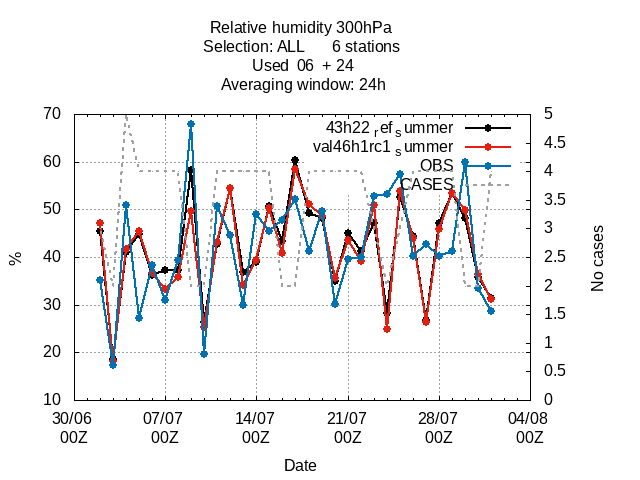 Relative humidity 300hPa
Selection: ALL 6 stations
Used 06 + 24
Averaging window: 24h
43h22 ref summer
val46h1rc1 summer
OBS
CASES
70
60
50
40
30
20
10
5
4.5
4
3.5
3
2.5
2
1.5
1
0.5
0
%
No cases
30/06 07/07 14/07 21/07 28/07 04/08
00Z 00Z 00Z 00Z 00Z 00Z
Date